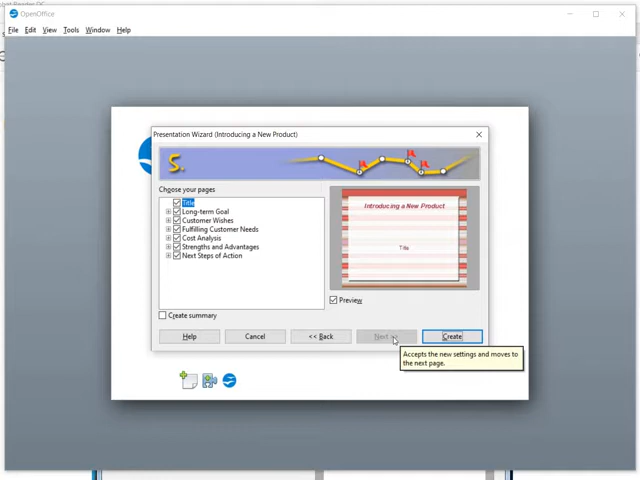 OpenOffice
File Edit View Tools Window Help
Presentation Wizard (Introducing a New Product)
5.
Choose your pages
Title
Long-term Goal
Customer Wishes
Fulfilling Customer Needs
Cost Analysis
Strengths and Advantages
Next Steps of Action
Introducing a New Product
Title
Preview
Create summary
Help
Cancel
<< Back
Next
Create
Accepts the new settings and moves to
the next page.